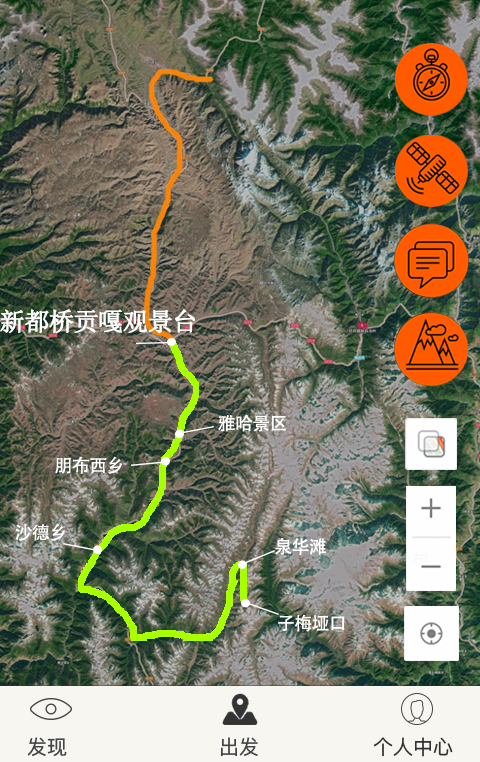 新都桥贡嘎观景台
雅哈景区
朋布西乡
沙德乡
泉华滩
子梅垭口
发现
出发
个人中心